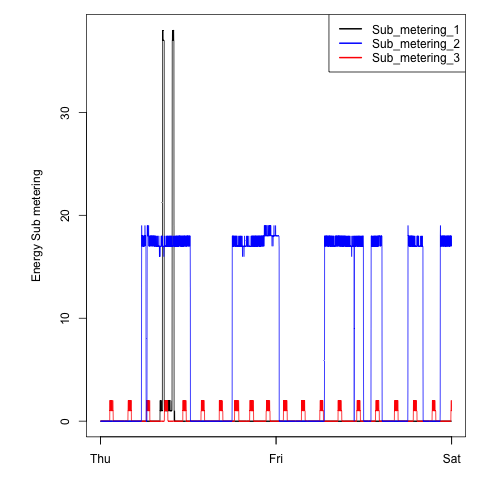 Sub_metering_1
Sub_metering_2
Sub_metering_3
Energy Sub metering
30
20
10
0
Thu Fri Sat